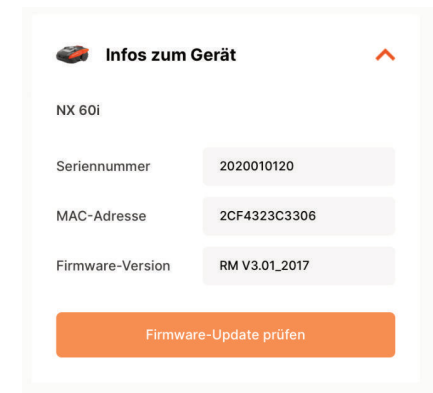 Infos zum Gerät
NX 60i
Seriennummer 2020010120
MAC-Adresse 2CF4323C3306
Firmware-Version RM V3.01_2017
Firmware-Update prüfen